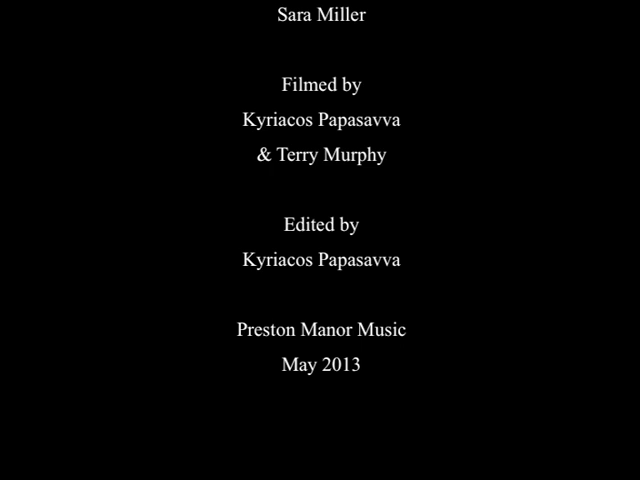 Sara Miller
Filmed by
Kyriacos Papasavva
& Terry Murphy
Edited by
Kyriacos Papasavva
Preston Manor Music
May 2013